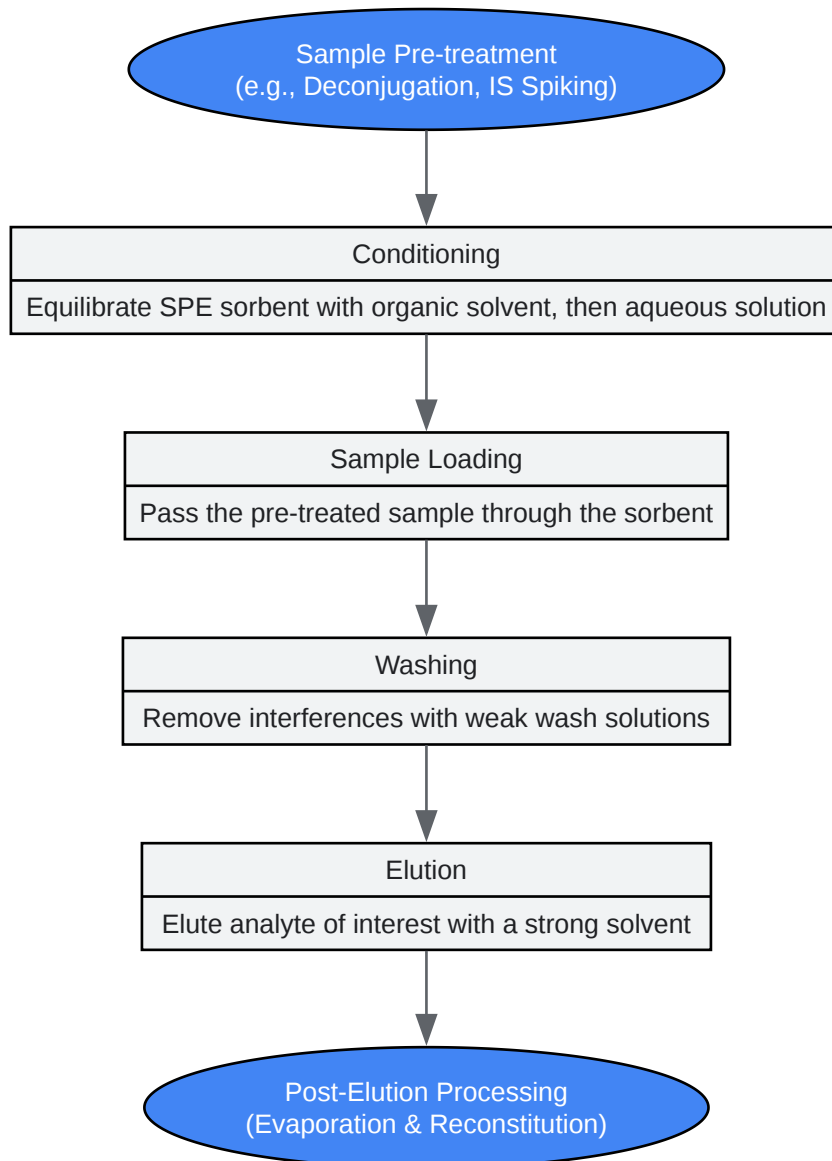 Sample Pre-treatment
(e.g., Deconjugation, IS Spiking)
Conditioning
Equilibrate SPE sorbent with organic solvent, then aqueous solution
Sample Loading
Pass the pre-treated sample through the sorbent
Washing
Remove interferences with weak wash solutions
Elution
Elute analyte of interest with a strong solvent
Post-Elution Processing
(Evaporation & Reconstitution)